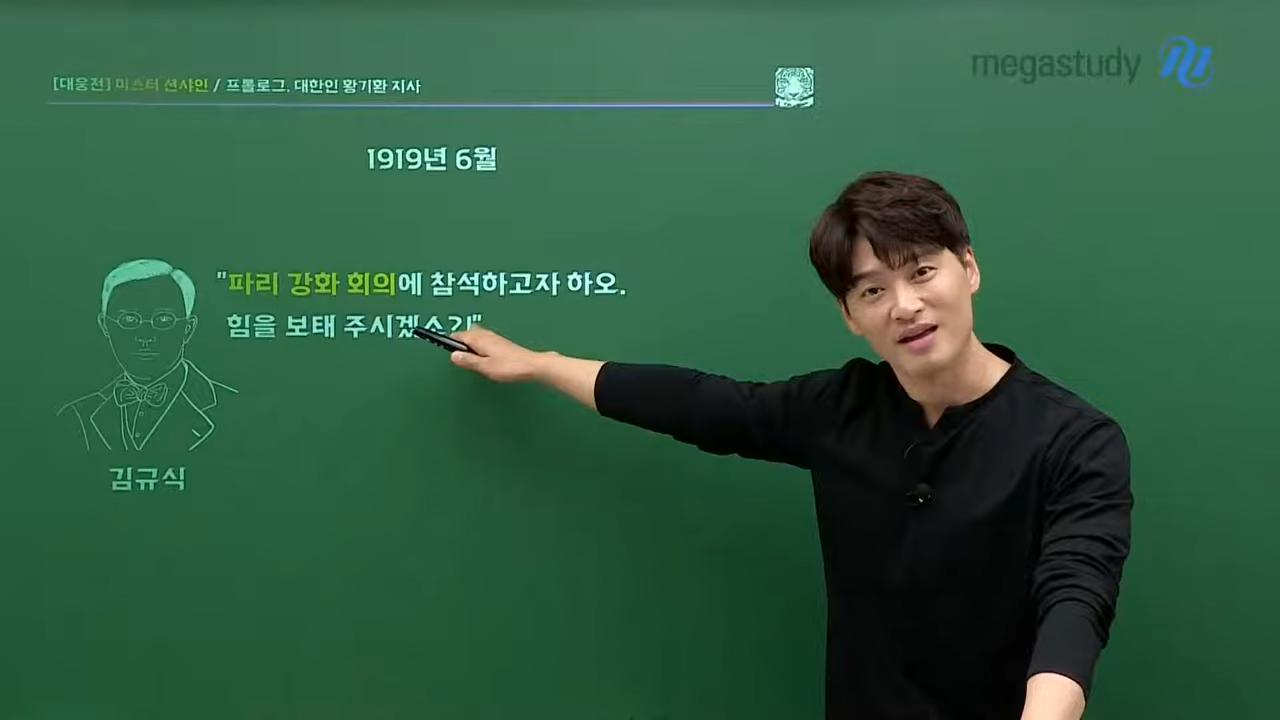 [대웅전] 미스터 션샤인 / 프롤로그. 대한인 황기환 지사
megastudy
1919년 6월
"파리 강화 회의에 참석하고자 하오.
힘을 보태 주시겠소?"
김규식